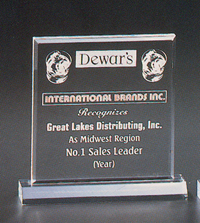 Dewar's
INTERNATIONAL BRANDS INC.
Recognizes
Great Lakes Distributing, Inc.
As Midwest Region
No.1 Sales Leader
(Year)